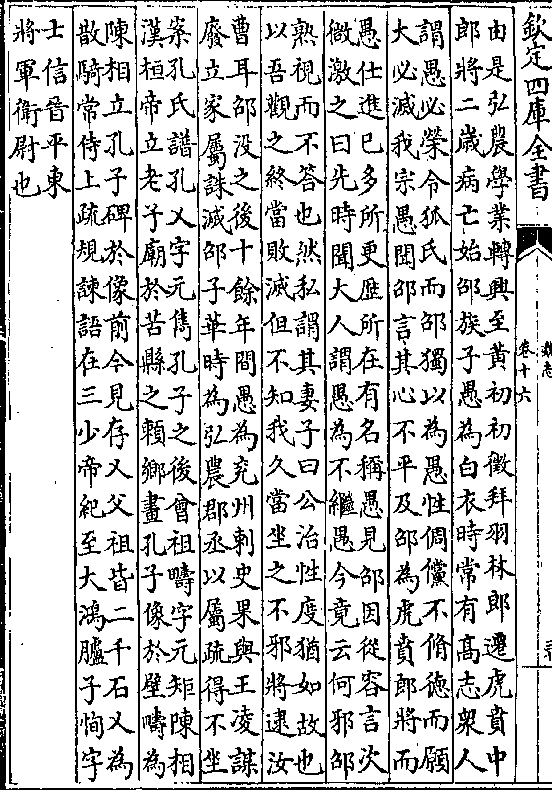 欽定四庫全書
卷十六
由是弘農學業轉興至黄初初徵拜羽林郎遷虎賁中
郎將二歳病亡始邵族子愚為白衣時常有髙志衆人
謂愚必榮令狐氏而邵獨以為愚性倜儻不脩徳而願
大必滅我宗愚聞邵言其心不平及邵為虎賁郎將而
愚仕進已多所更歴所在有名稱愚見邵因從容言次
微激之曰先時聞大人謂愚為不繼愚今竟云何邪邵
熟視而不答也然私謂其妻子曰公治性度猶如故也
以吾觀之終當敗滅但不知我久當坐之不邪將逮汝
曹耳邵没之後十餘年間愚為兖州刺史果與王凌謀
廢立家屬誅滅邵子華時為弘農郡丞以屬疏得不坐
案孔氏譜孔乂字元儁孔子之後曾祖疇字元矩陳相
漢桓帝立老子廟於苦縣之頼鄉畫孔子像於壁疇為
陳相立孔子碑於像前今見存乂父祖皆二千石乂為
散騎常侍上疏規諫語在三少帝紀至大鴻臚子恂字
士信晉平東
將軍衛尉也